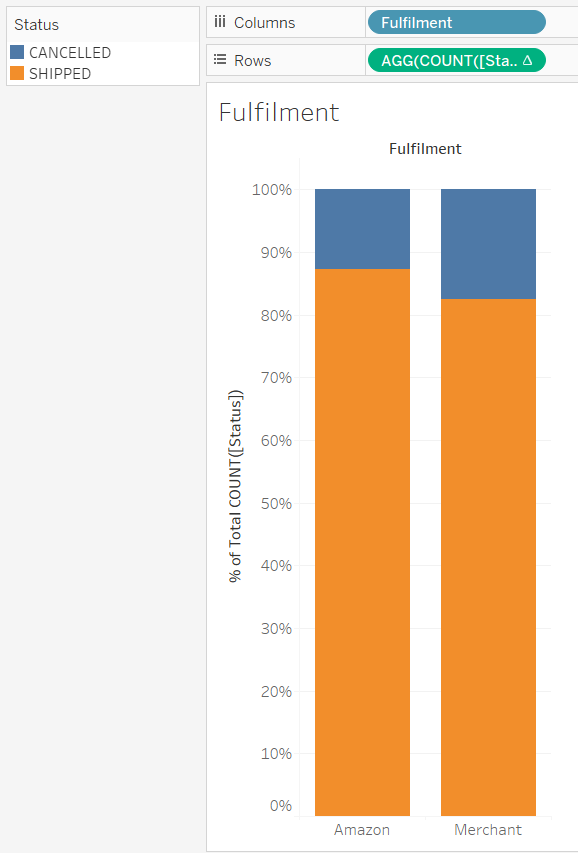 Status
CANCELLED
SHIPPED
Columns
Fulfilment
Rows
AGG(COUNT([Sta.. Δ
Fulfilment
Fulfilment
100%
90%
80%
70%
60%
50%
40%
30%
20%
10%
0%
% of Total COUNT([Status])
Amazon
Merchant